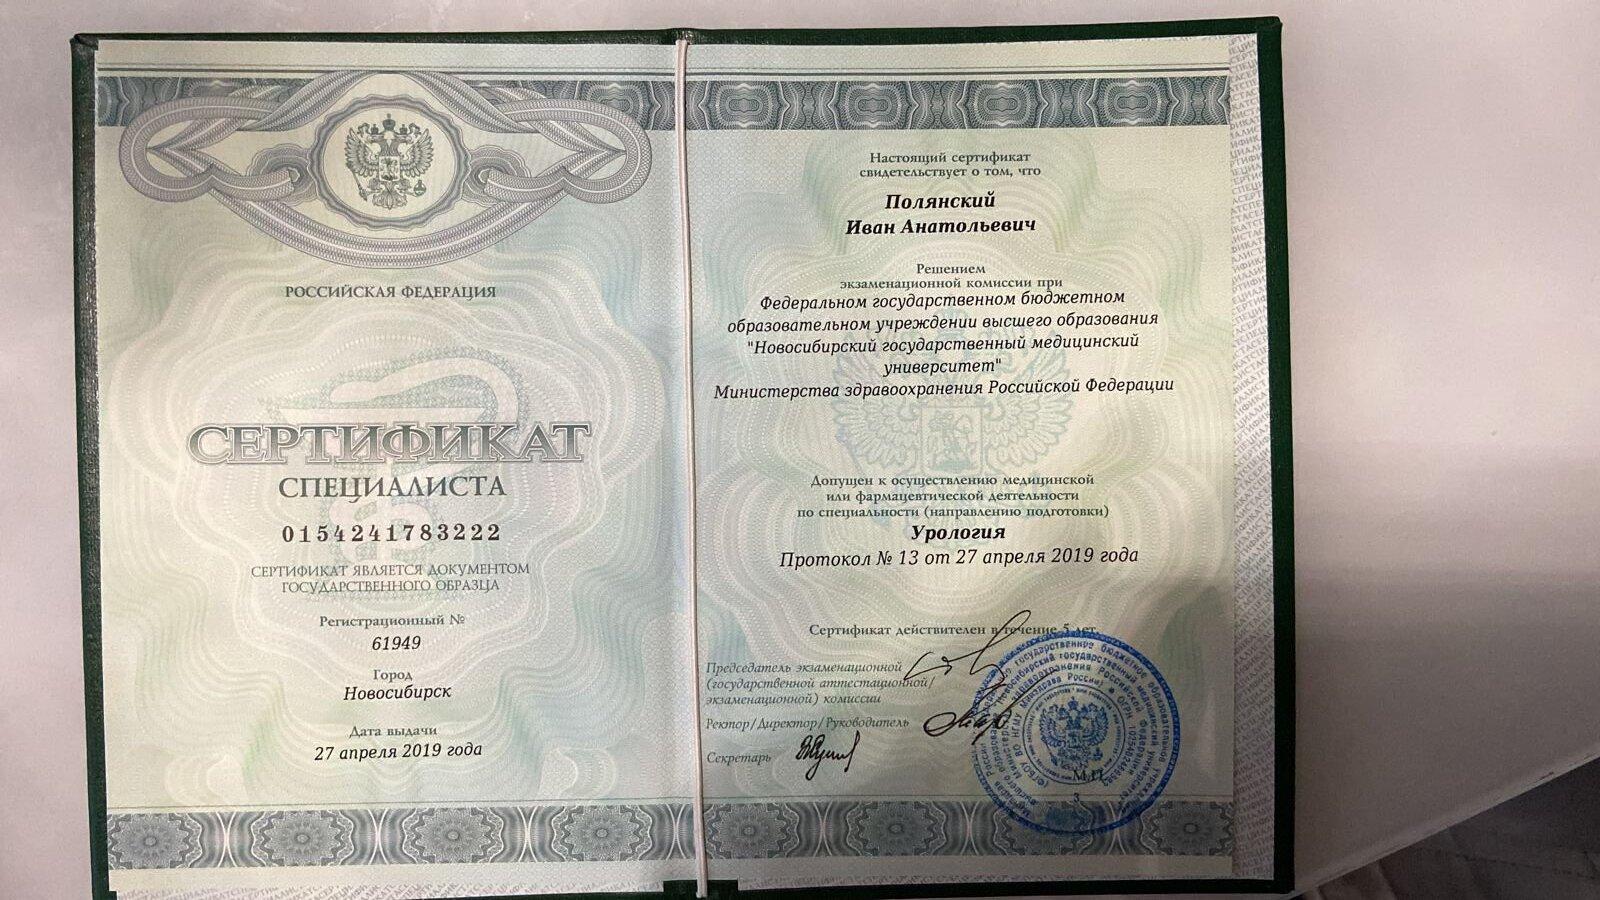 РОССИЙСКАЯ ФЕДЕРАЦИЯ
СЕРТИФИКАТ
СПЕЦИАЛИСТА
0154241783222
СЕРТИФИКАТ ЯВЛЯЕТСЯ ДОКУМЕНТОМ
ГОСУДАРСТВЕННОГО ОБРАЗЦА
Регистрационный №
61949
Город
Новосибирск
Дата выдачи
27 апреля 2019 года
Настоящий сертификат
свидетельствует о том, что
Полянский
Иван Анатольевич
Решением
экзаменационной комиссии при
Федеральном государственном бюджетном
образовательном учреждении высшего образования
"Новосибирский государственный медицинский
университет"
Министерства здравоохранения Российской Федерации
Допущен к осуществлению медицинской
или фармацевтической деятельности
по специальности (направлению подготовки)
Урология
Протокол № 13 от 27 апреля 2019 года
Сертификат действителен в течение 5 лет
Председатель экзаменационной
(государственной аттестационной/
экзаменационной) комиссии
Ректор/Директор/Руководитель
Секретарь
М.П.